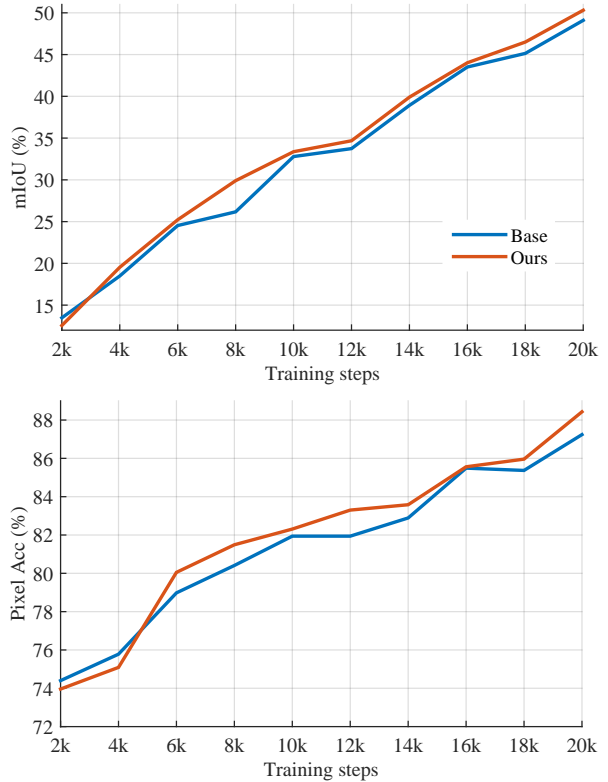 50
45
40
35
30
25
20
15
mIoU (%)
Base
Ours
2k 4k 6k 8k 10k 12k 14k 16k 18k 20k
Training steps
88
86
84
82
80
78
76
74
72
Pixel Acc (%)
2k 4k 6k 8k 10k 12k 14k 16k 18k 20k
Training steps